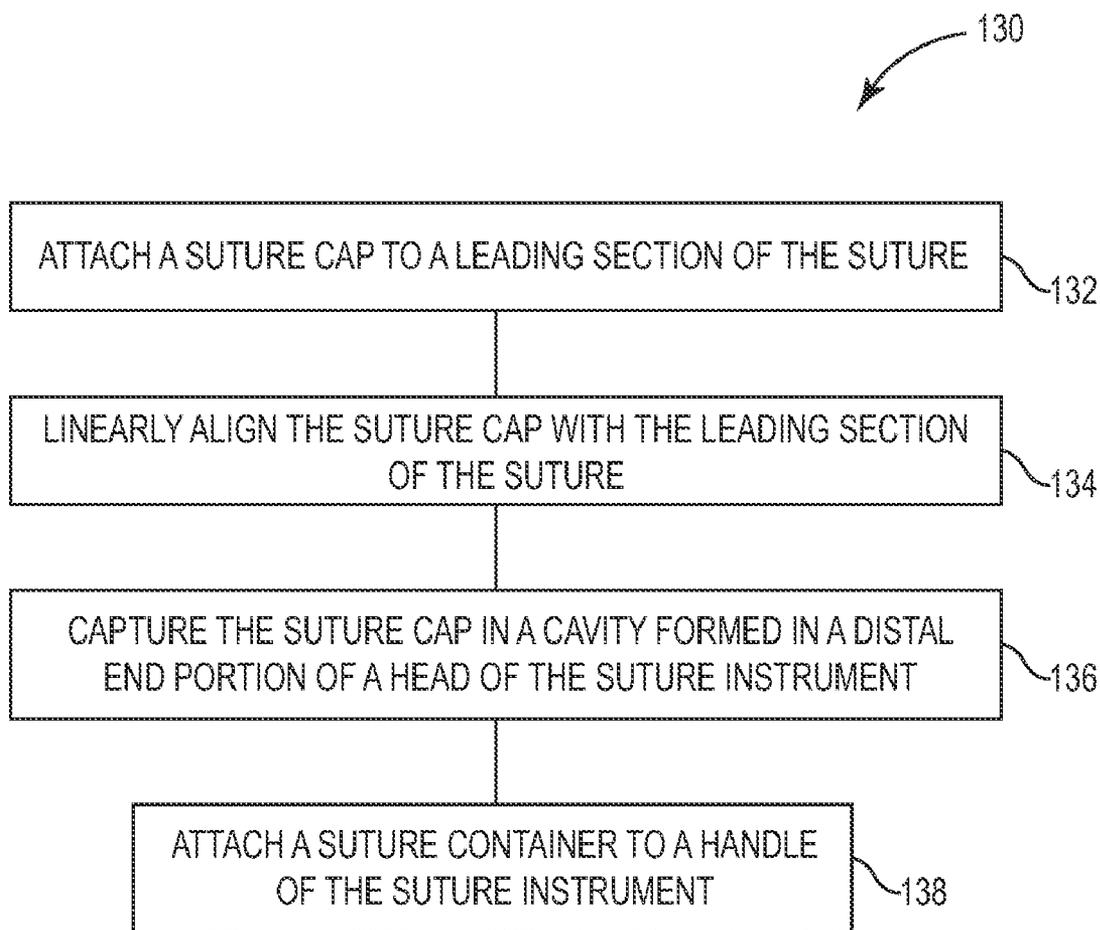 130
ATTACH A SUTURE CAP TO A LEADING SECTION OF THE SUTURE
132
LINEARLY ALIGN THE SUTURE CAP WITH THE LEADING SECTION
OF THE SUTURE
134
CAPTURE THE SUTURE CAP IN A CAVITY FORMED IN A DISTAL
END PORTION OF A HEAD OF THE SUTURE INSTRUMENT
136
ATTACH A SUTURE CONTAINER TO A HANDLE
OF THE SUTURE INSTRUMENT
138